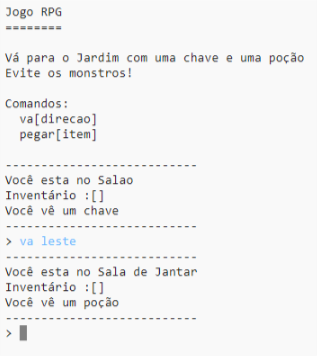 Jogo RPG
========
Vá para o Jardim com uma chave e uma poção
Evite os monstros!
Comandos:
va[direcao]
pegar[item]
---------------------------
Você esta no Salao
Inventário :[]
Você vê um chave
---------------------------
> va leste
---------------------------
Você esta no Sala de Jantar
Inventário :[]
Você vê um poção
---------------------------
>